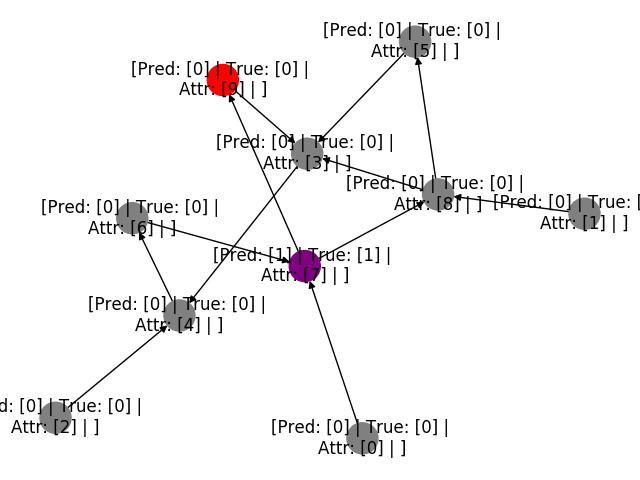 [Pred: [0] | True: [0] |
Attr: [5] | ]
[Pred: [0] | True: [0] |
Attr: [9] | ]
[Pred: [0] | True: [0] |
Attr: [3] | ]
[Pred: [0] | True: [0] |
Attr: [8] | ]
[Pred: [0] | True: [
Attr: [1] | ]
[Pred: [0] | True: [0] |
Attr: [6] | ]
[Pred: [1] | True: [1] |
Attr: [7] | ]
[Pred: [0] | True: [0] |
Attr: [4] | ]
d: [0] | True: [0] |
Attr: [2] | ]
[Pred: [0] | True: [0] |
Attr: [0] | ]